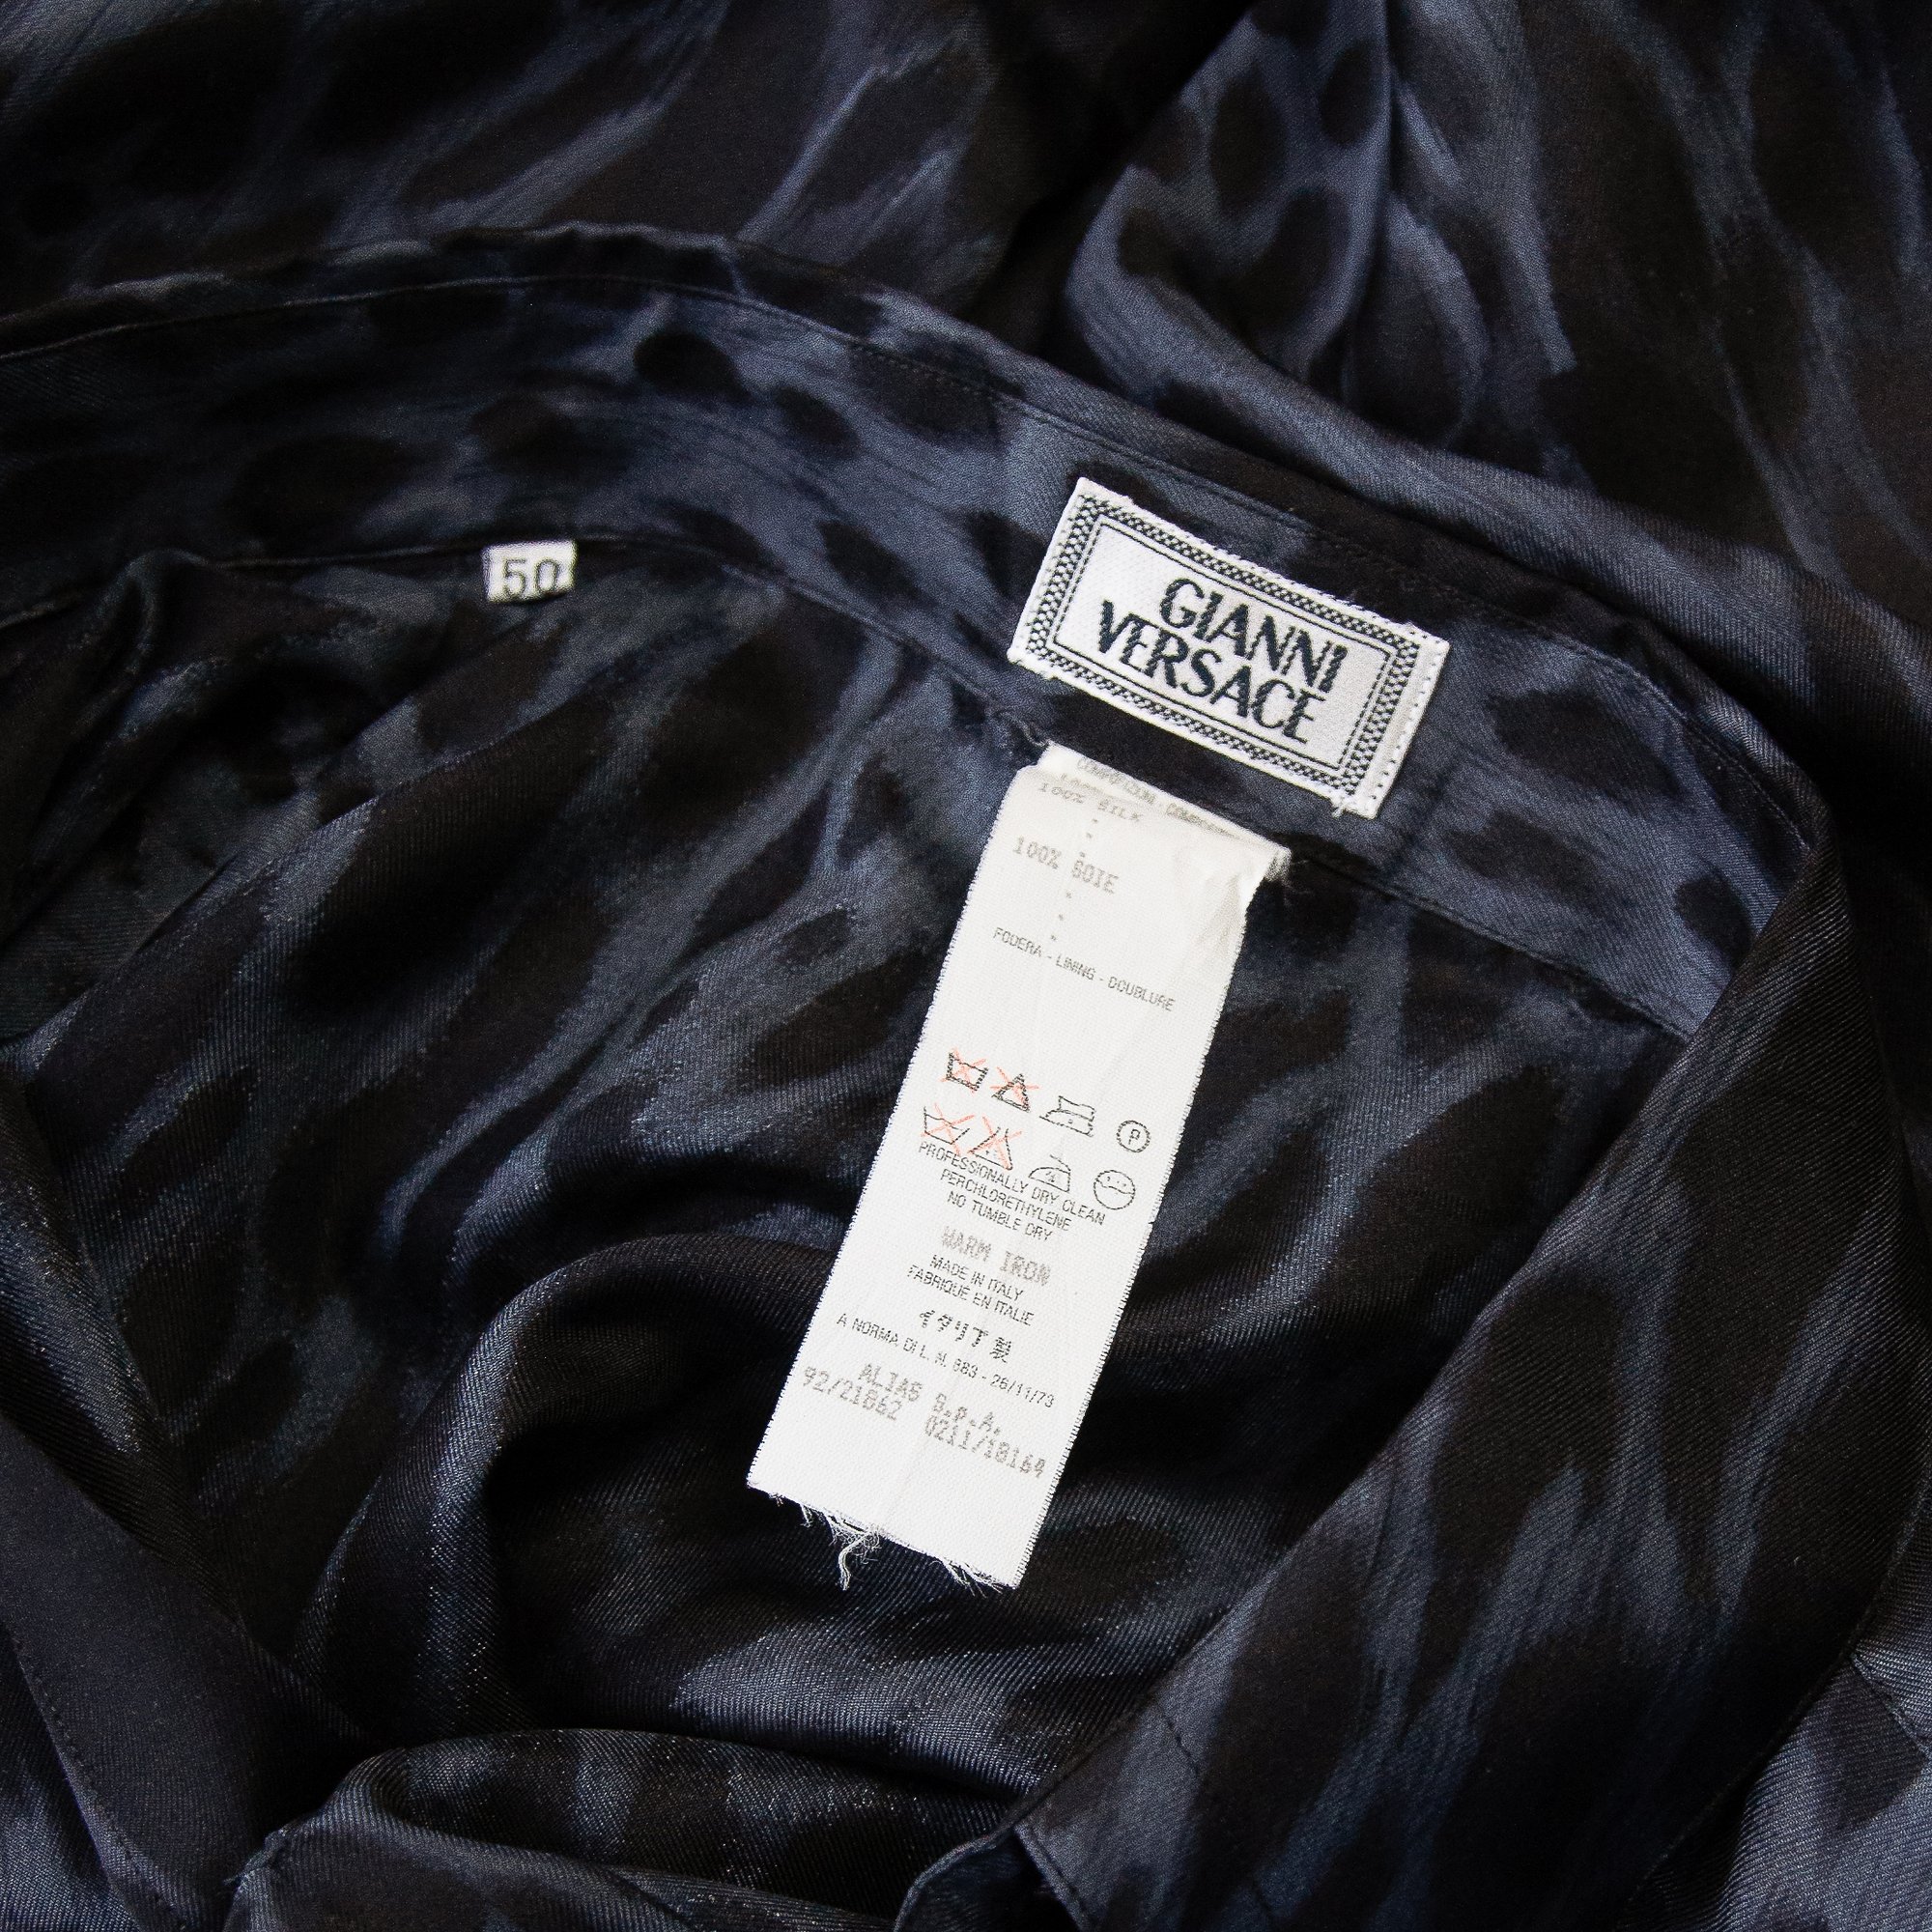 50
GIANNI
VERSACE
100% SILK
100% SOIE
FODERA - LINING - DOUBLURE
P
PROFESSIONALLY DRY CLEAN
PERCHLORETHYLENE
NO TUMBLE DRY
WARM IRON
MADE IN ITALY
FABRIQUE EN ITALIE
イタリア製
A NORMA DI L. N. 883 - 26/11/73
ALIAS S.p.A.
92/21862 0211/18164